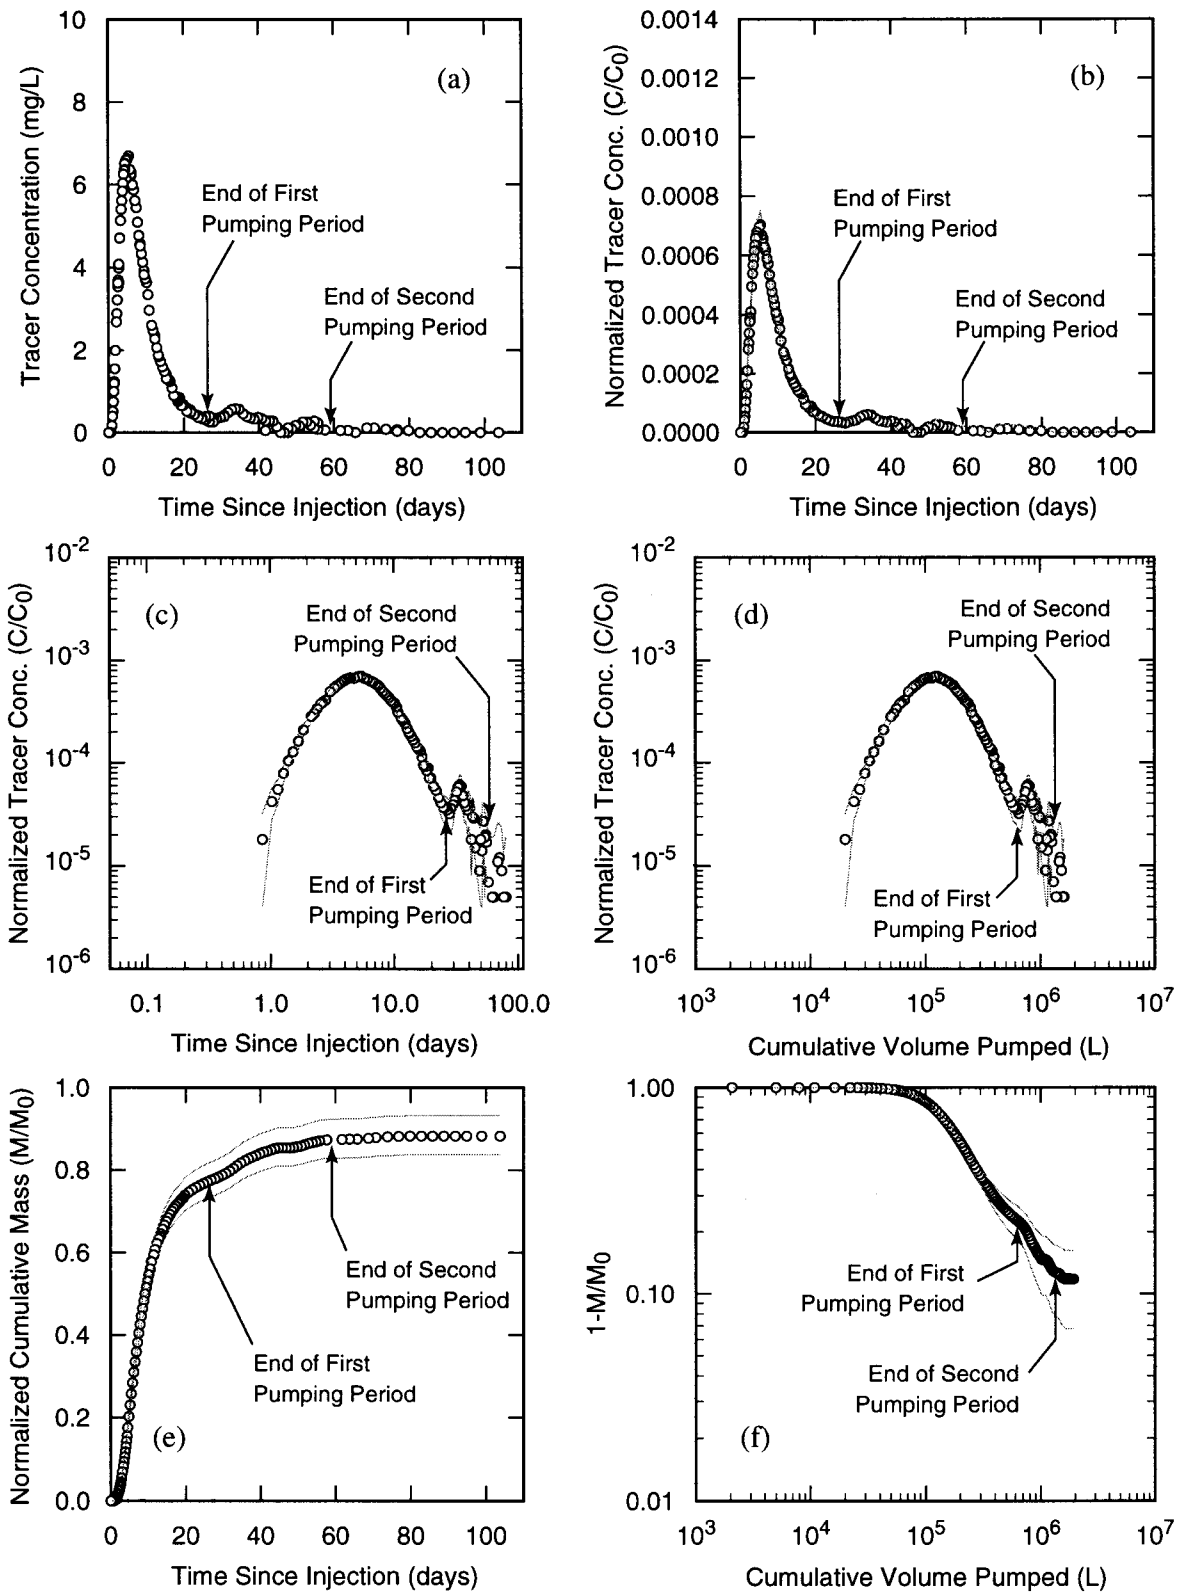 (a)
Tracer Concentration (mg/L)
10
8
6
4
2
0
End of First
Pumping Period
End of Second
Pumping Period
0 20 40 60 80 100
Time Since Injection (days)
(b)
Normalized Tracer Conc. (C/C0)
0.0014
0.0012
0.0010
0.0008
0.0006
0.0004
0.0002
0.0000
End of First
Pumping Period
End of Second
Pumping Period
0 20 40 60 80 100
Time Since Injection (days)
(c)
Normalized Tracer Conc. (C/C0)
10-2
10-3
10-4
10-5
10-6
End of Second
Pumping Period
End of First
Pumping Period
0.1 1.0 10.0 100.0
Time Since Injection (days)
(d)
Normalized Tracer Conc. (C/C0)
10-2
10-3
10-4
10-5
10-6
End of Second
Pumping Period
End of First
Pumping Period
103 104 105 106 107
Cumulative Volume Pumped (L)
Normalized Cumulative Mass (M/M0)
1.0
0.8
0.6
0.4
0.2
0.0
End of Second
Pumping Period
End of First
Pumping Period
(e)
0 20 40 60 80 100
Time Since Injection (days)
1-M/M0
1.00
0.10
0.01
End of First
Pumping Period
End of Second
Pumping Period
(f)
103 104 105 106 107
Cumulative Volume Pumped (L)